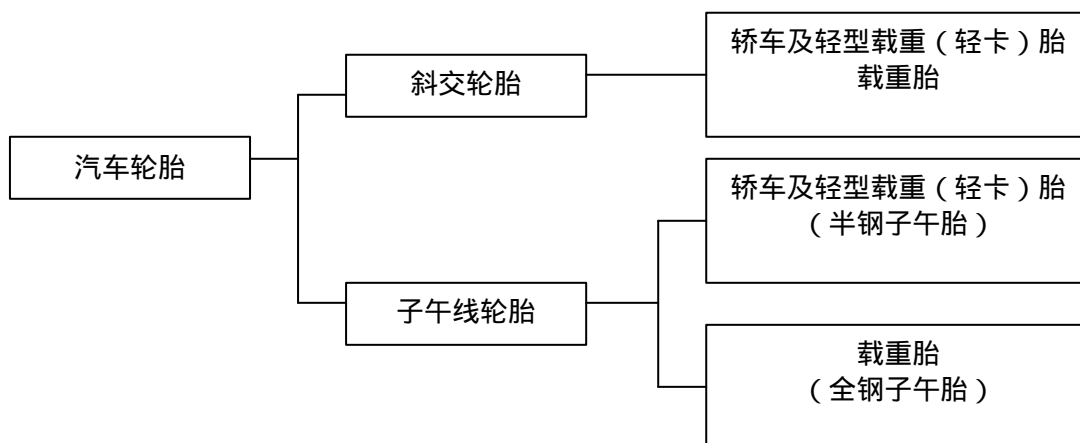 轿车及轻型载重（轻卡）胎
载重胎
斜交轮胎
汽车轮胎
轿车及轻型载重（轻卡）胎
（半钢子午胎）
子午线轮胎
载重胎
（全钢子午胎）